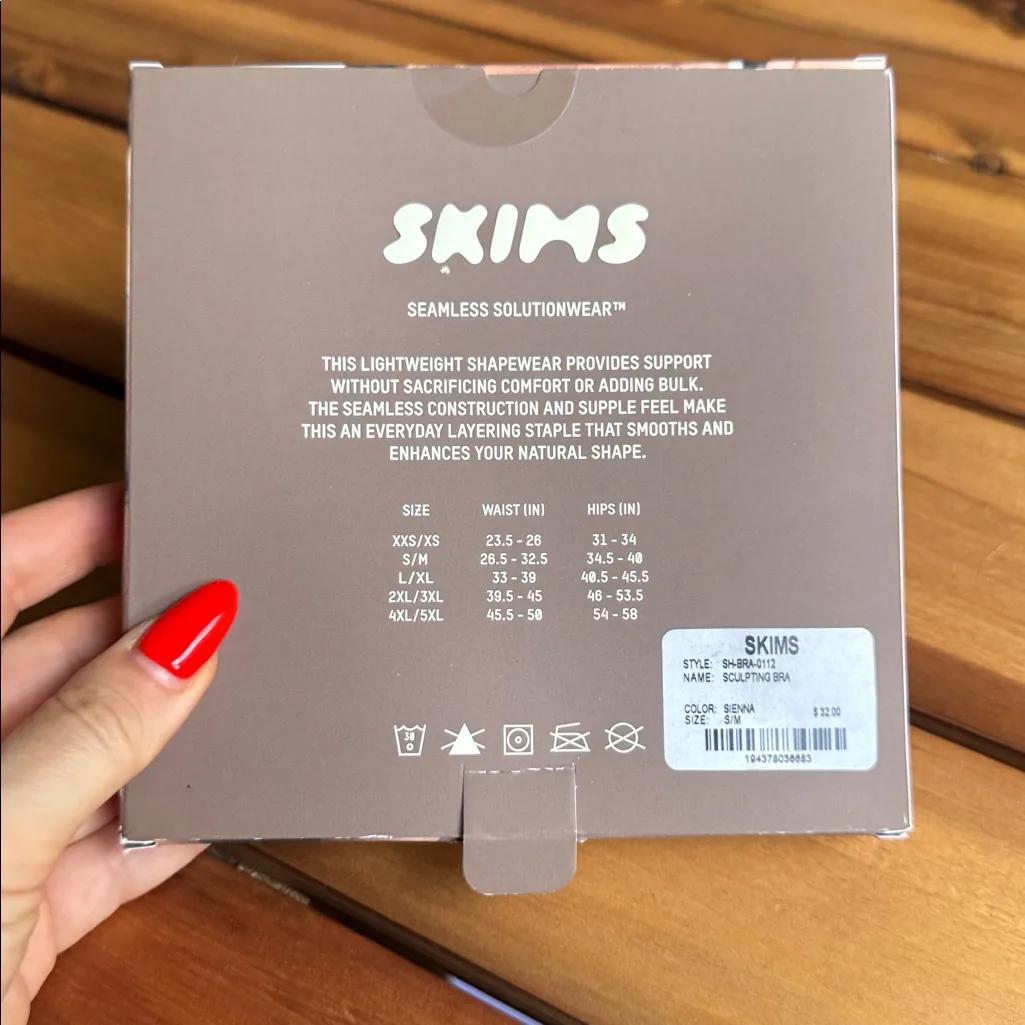 SKIMS
SEAMLESS SOLUTIONWEAR™
THIS LIGHTWEIGHT SHAPEWEAR PROVIDES SUPPORT
WITHOUT SACRIFICING COMFORT OR ADDING BULK.
THE SEAMLESS CONSTRUCTION AND SUPPLE FEEL MAKE
THIS AN EVERYDAY LAYERING STAPLE THAT SMOOTHS AND
ENHANCES YOUR NATURAL SHAPE.
SIZE WAIST (IN) HIPS (IN)
XXS/XS 23.5 - 26 31 - 34
S/M 26.5 - 32.5 34.5 - 40
L/XL 33 - 39 40.5 - 45.5
2XL/3XL 39.5 - 45 46 - 53.5
4XL/5XL 45.5 - 50 54 - 58
30
SKIMS
STYLE: SH-BRA-0112
NAME: SCULPTING BRA
COLOR: SIENNA $ 32.00
SIZE: S/M
194378036683